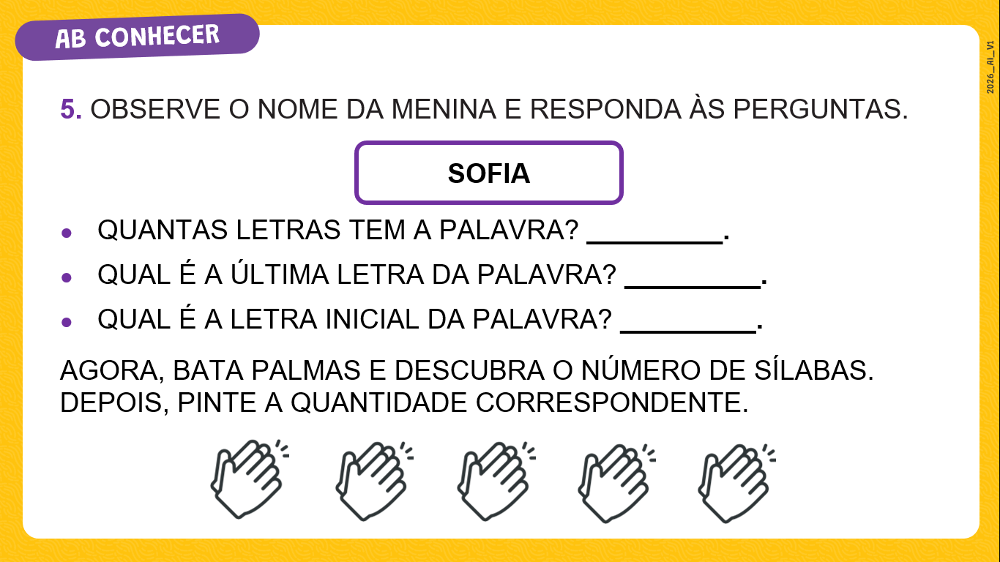 AB CONHECER
2026_AI_V1
5. OBSERVE O NOME DA MENINA E RESPONDA ÀS PERGUNTAS.
SOFIA
• QUANTAS LETRAS TEM A PALAVRA? _________.
• QUAL É A ÚLTIMA LETRA DA PALAVRA? _________.
• QUAL É A LETRA INICIAL DA PALAVRA? _________.
AGORA, BATA PALMAS E DESCUBRA O NÚMERO DE SÍLABAS.
DEPOIS, PINTE A QUANTIDADE CORRESPONDENTE.